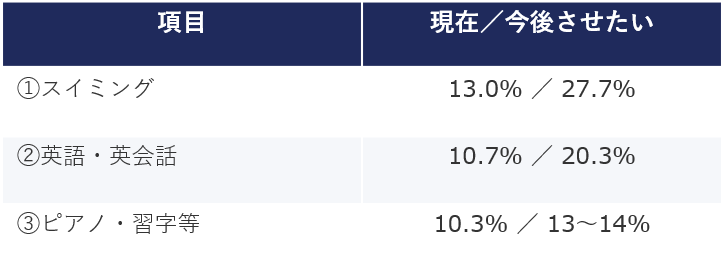 項目 現在／今後させたい
①スイミング 13.0% ／ 27.7%
②英語・英会話 10.7% ／ 20.3%
③ピアノ・習字等 10.3% ／ 13～14%